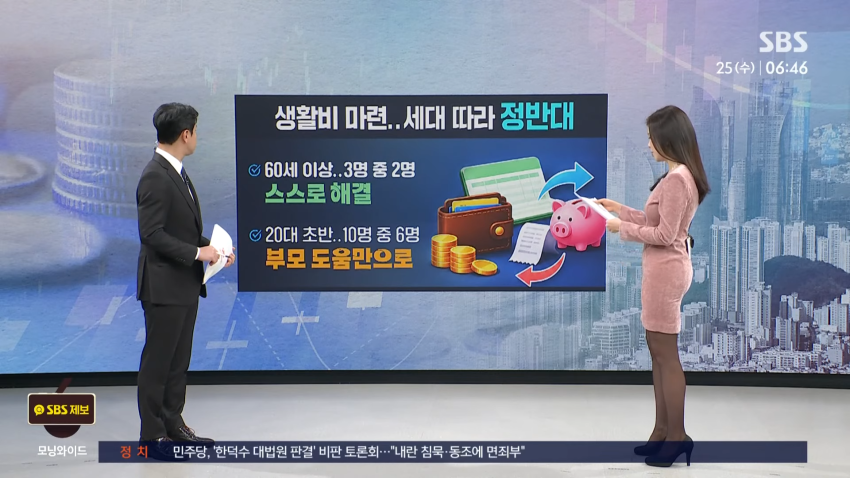 SBS
25(수) | 06:46
생활비 마련..세대 따라 정반대
60세 이상..3명 중 2명
스스로 해결
20대 초반..10명 중 6명
부모 도움만으로
SBS 제보
모닝와이드
정치 민주당, '한덕수 대법원 판결' 비판 토론회…"내란 침묵·동조에 면죄부"